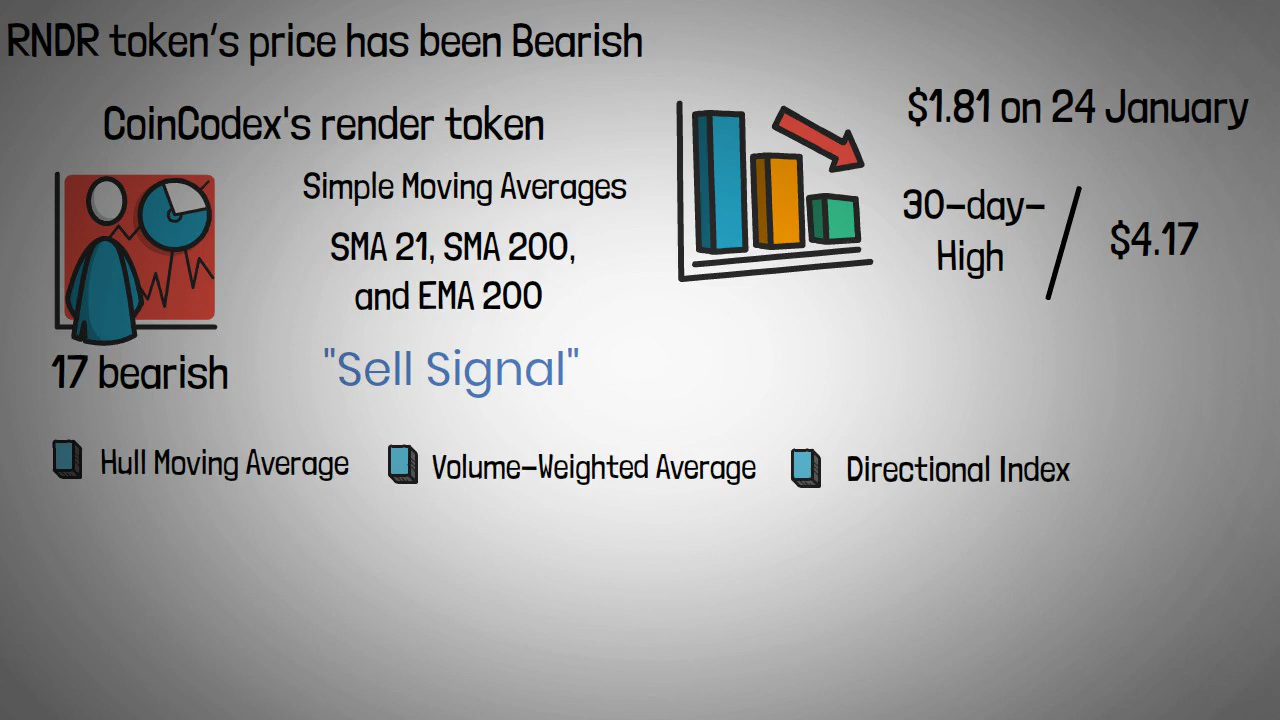 RNDR token's price has been Bearish
CoinCodex's render token
Simple Moving Averages
SMA 21, SMA 200,
and EMA 200
"Sell Signal"
17 bearish
$1.81 on 24 January
30-day-
High
$4.17
Hull Moving Average
Volume-Weighted Average
Directional Index